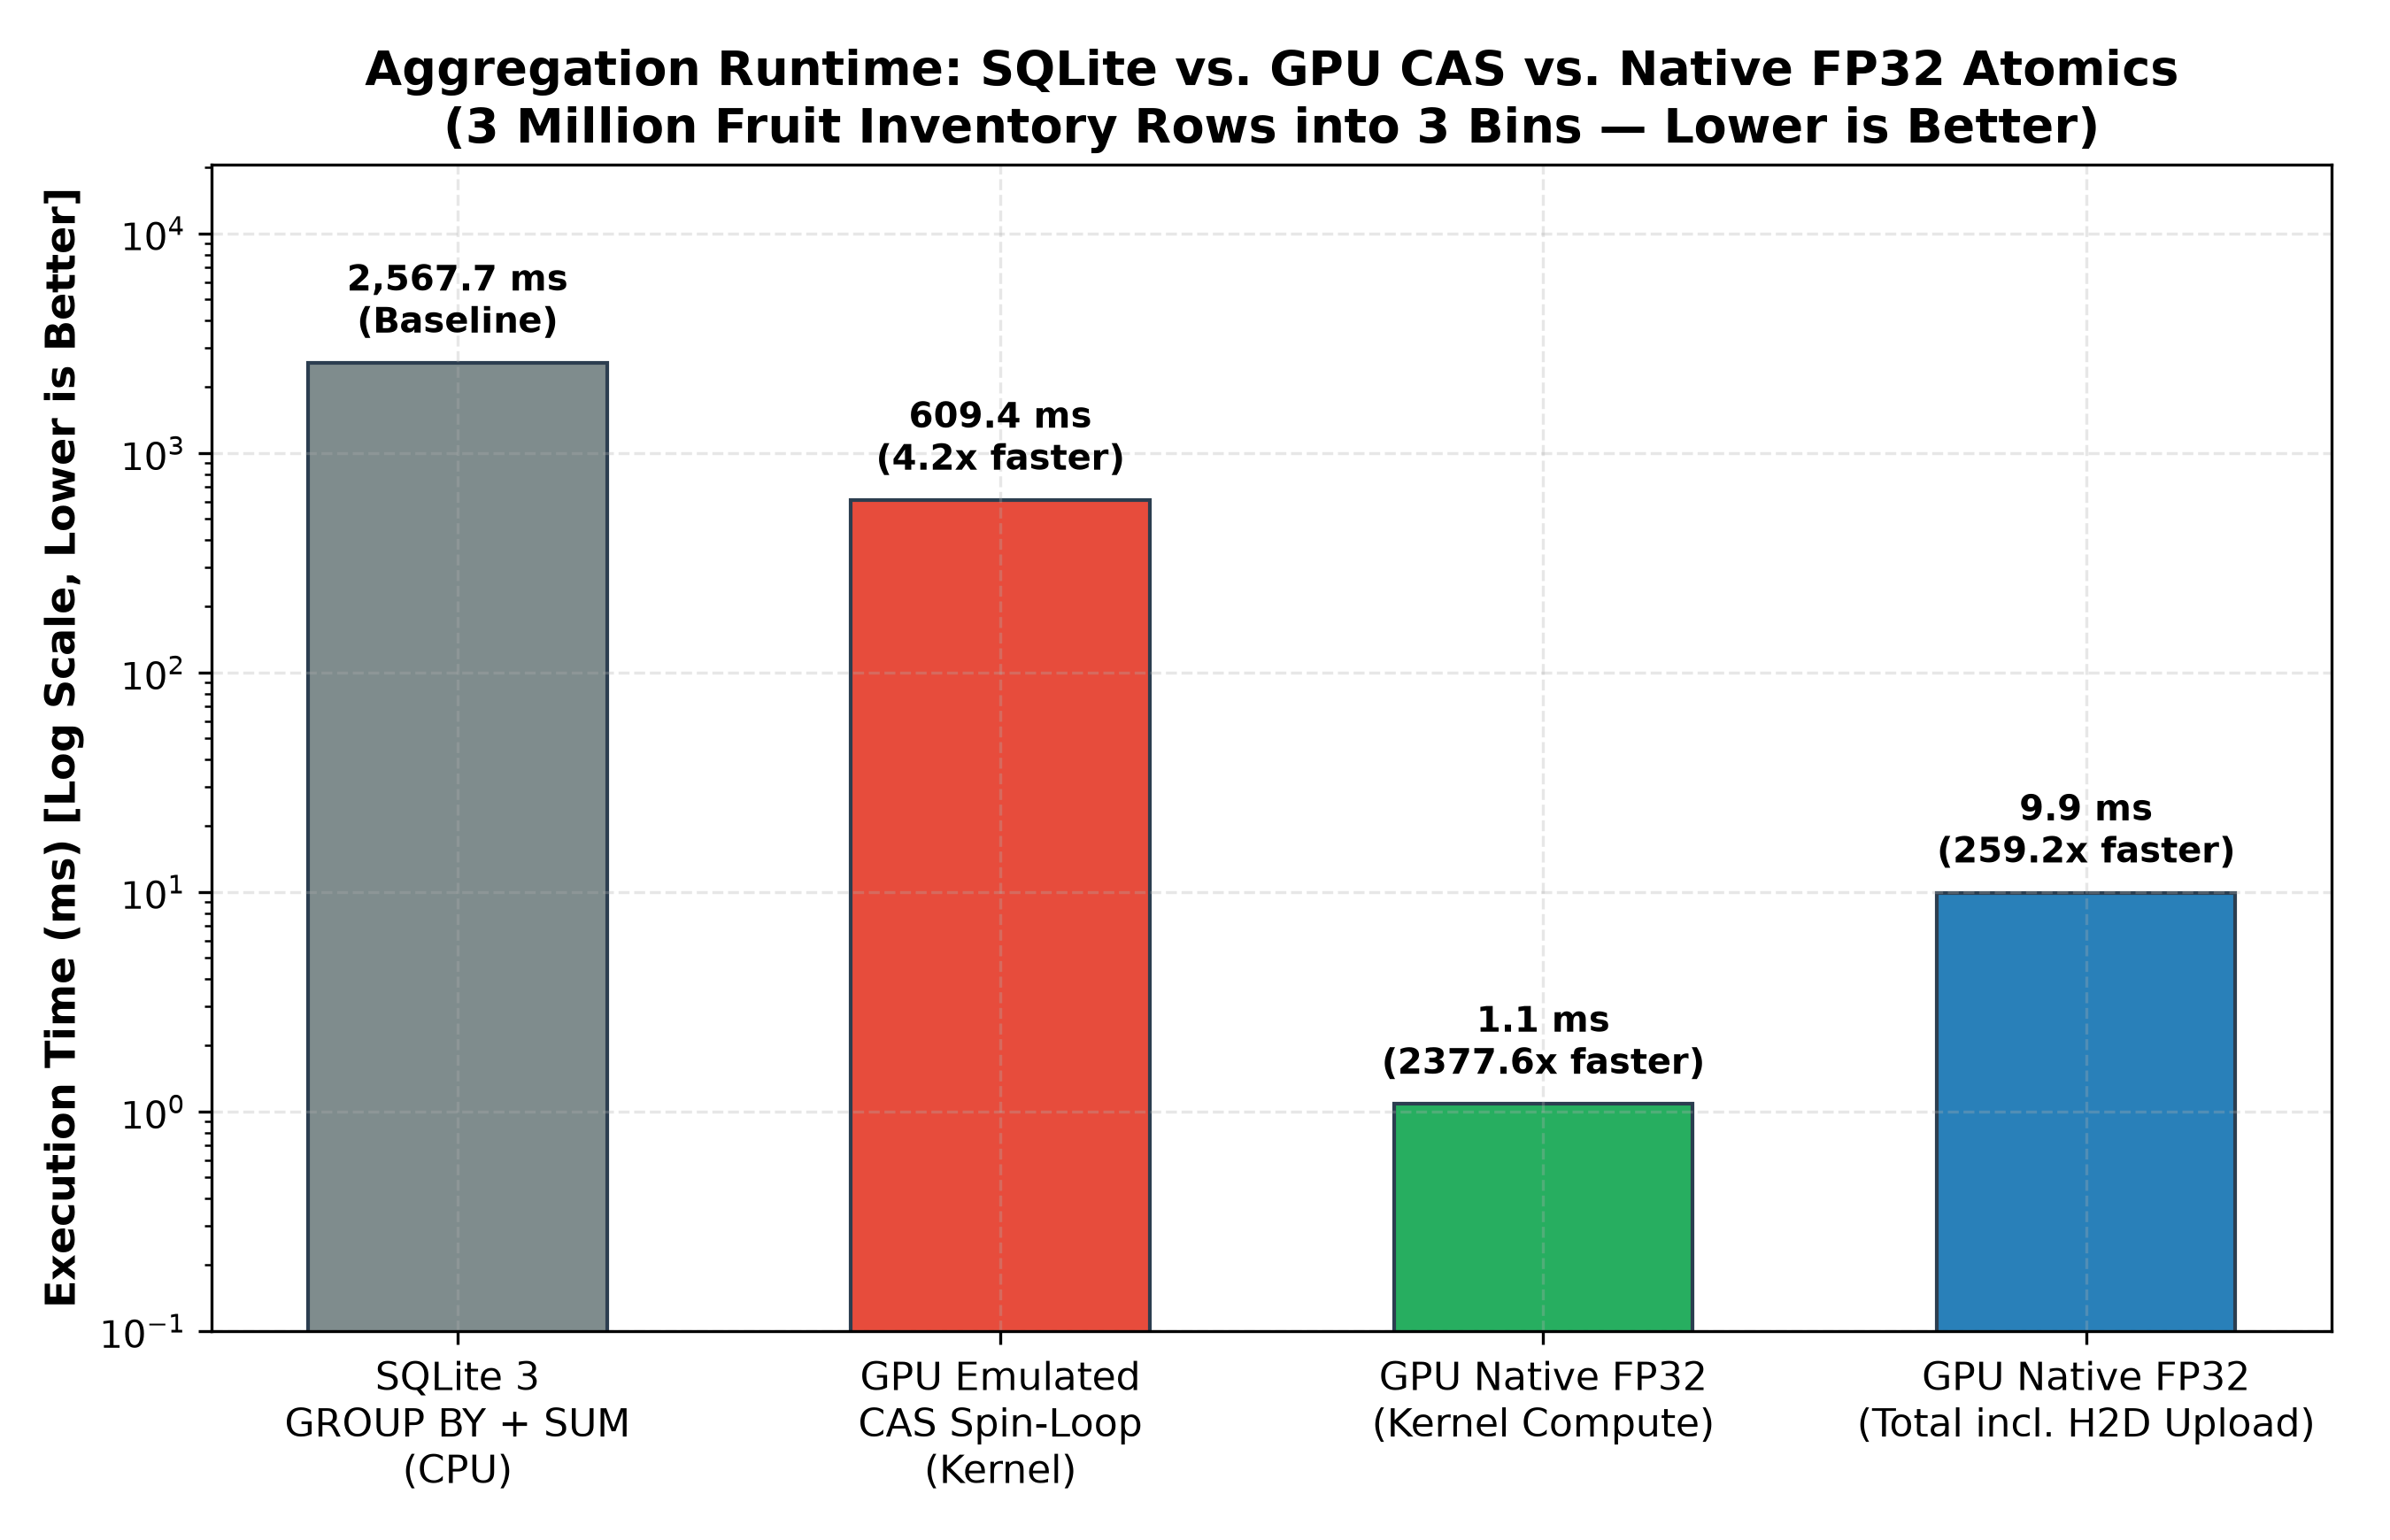 Aggregation Runtime: SQLite vs. GPU CAS vs. Native FP32 Atomics
(3 Million Fruit Inventory Rows into 3 Bins — Lower is Better)
Execution Time (ms) [Log Scale, Lower is Better]
10⁴
10³
10²
10¹
10⁰
10⁻¹
2,567.7 ms
(Baseline)
609.4 ms
(4.2x faster)
1.1 ms
(2377.6x faster)
9.9 ms
(259.2x faster)
SQLite 3
GROUP BY + SUM
(CPU)
GPU Emulated
CAS Spin-Loop
(Kernel)
GPU Native FP32
(Kernel Compute)
GPU Native FP32
(Total incl. H2D Upload)